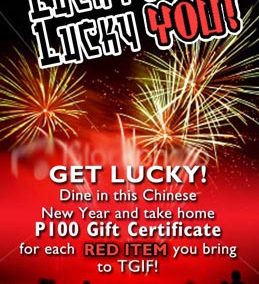 Lucky
Lucky YOU!
GET LUCKY!
Dine in this Chinese
New Year and take home
P100 Gift Certificate
for each RED ITEM you bring
to TGIF!